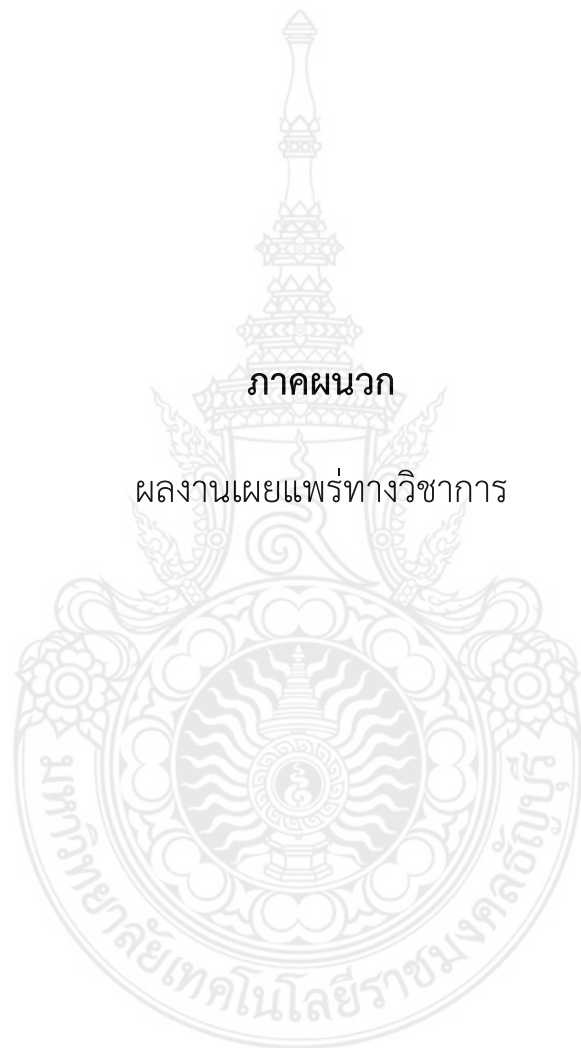 ภาคผนวก
ผลงานเผยแพร่ทางวิชาการ
มหาวิทยาลัยเทคโนโลยีราชมงคลธัญบุรี